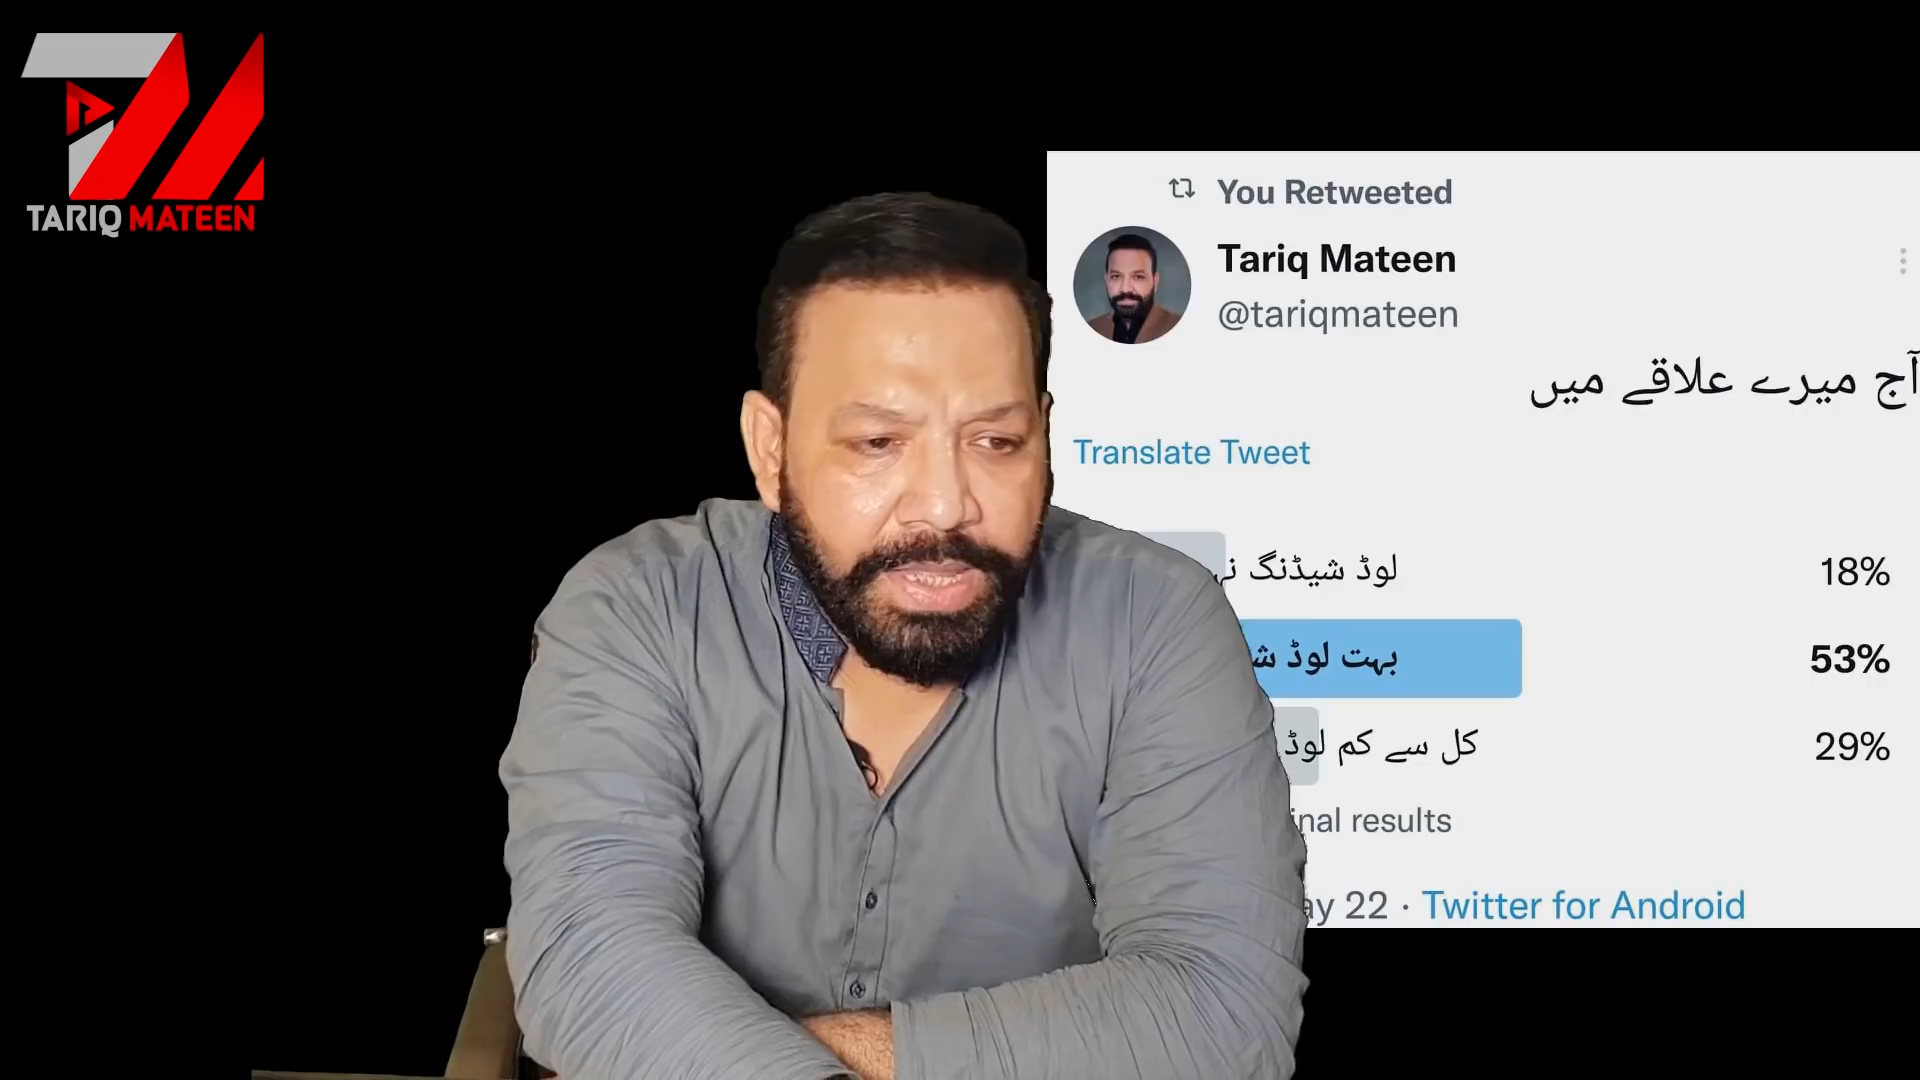 TARIQ MATEEN
You Retweeted
Tariq Mateen
@tariqmateen
آج میرے علاقے میں
Translate Tweet
لوڈ شیڈنگ
18%
بہت لوڈ
53%
کل سے کم لوڈ
29%
results
22 · Twitter for Android